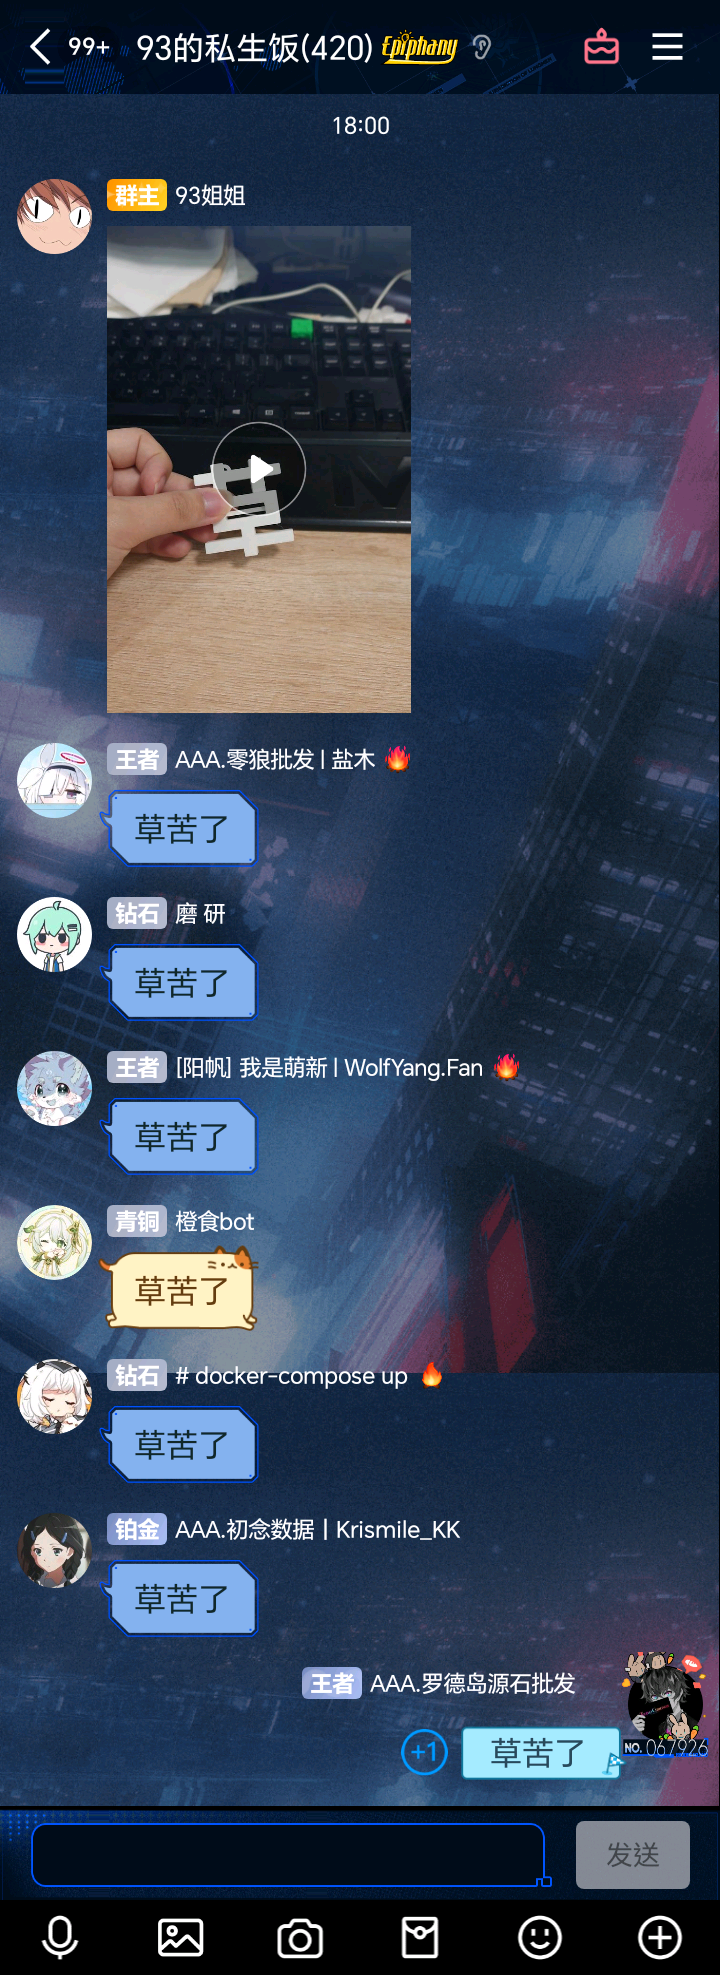 99+ 93的私生饭(420) Epiphany
18:00
群主 93姐姐
王者 AAA.零狼批发 | 盐木
草苦了
钻石 磨 研
草苦了
王者 [阳帆] 我是萌新 | WolfYang.Fan
草苦了
青铜 橙食bot
草苦了
钻石 # docker-compose up
草苦了
铂金 AAA.初念数据 | Krismile_KK
草苦了
王者 AAA.罗德岛源石批发
NO. 067926
+1 草苦了
发送